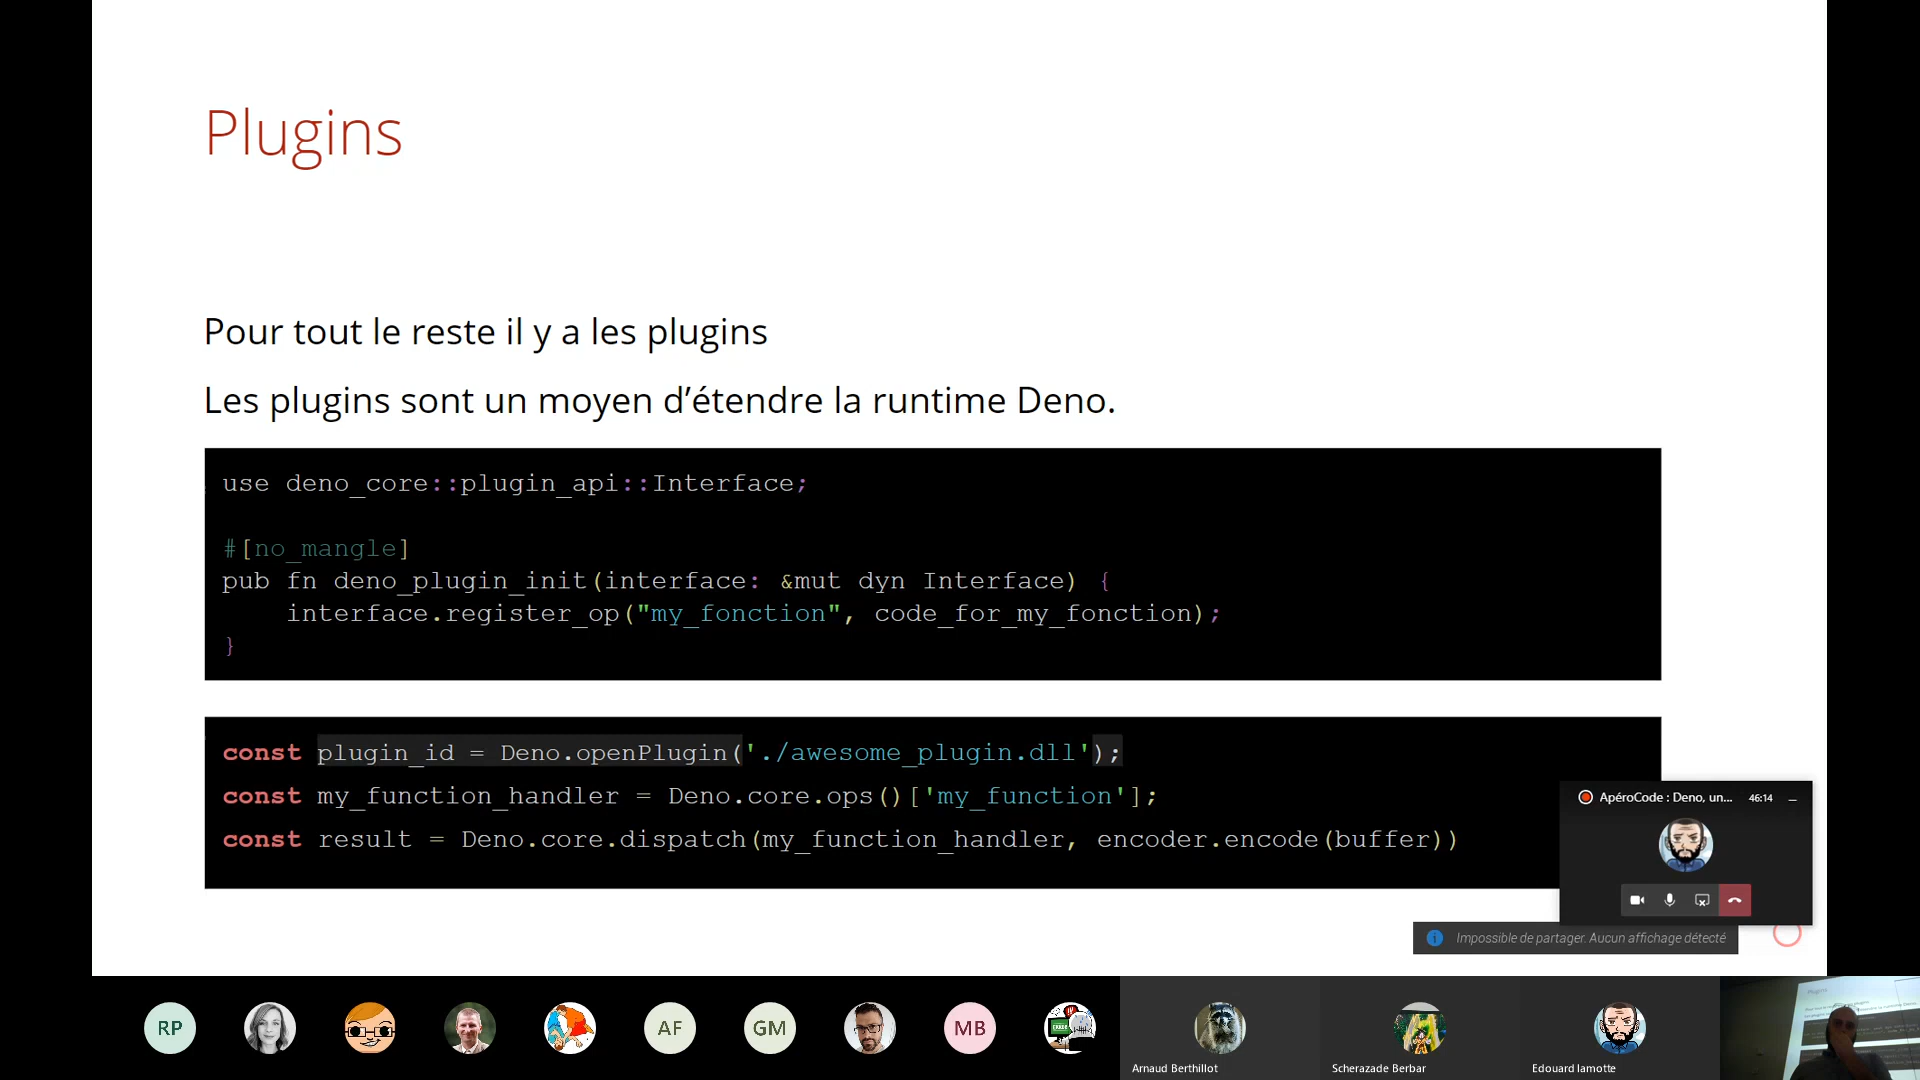 Plugins
Pour tout le reste il y a les plugins
Les plugins sont un moyen d’étendre la runtime Deno.
use deno_core::plugin_api::Interface;
#[no_mangle]
pub fn deno_plugin_init(interface: &mut dyn Interface) {
    interface.register_op("my_fonction", code_for_my_fonction);
}
const plugin_id = Deno.openPlugin('./awesome_plugin.dll');
const my_function_handler = Deno.core.ops()['my_function'];
const result = Deno.core.dispatch(my_function_handler, encoder.encode(buffer))
ApéroCode : Deno, un... 46:14
Impossible de partager. Aucun affichage détecté
RP
AF
GM
MB
Arnaud Berthillot
Scherazade Berbar
Edouard lamotte